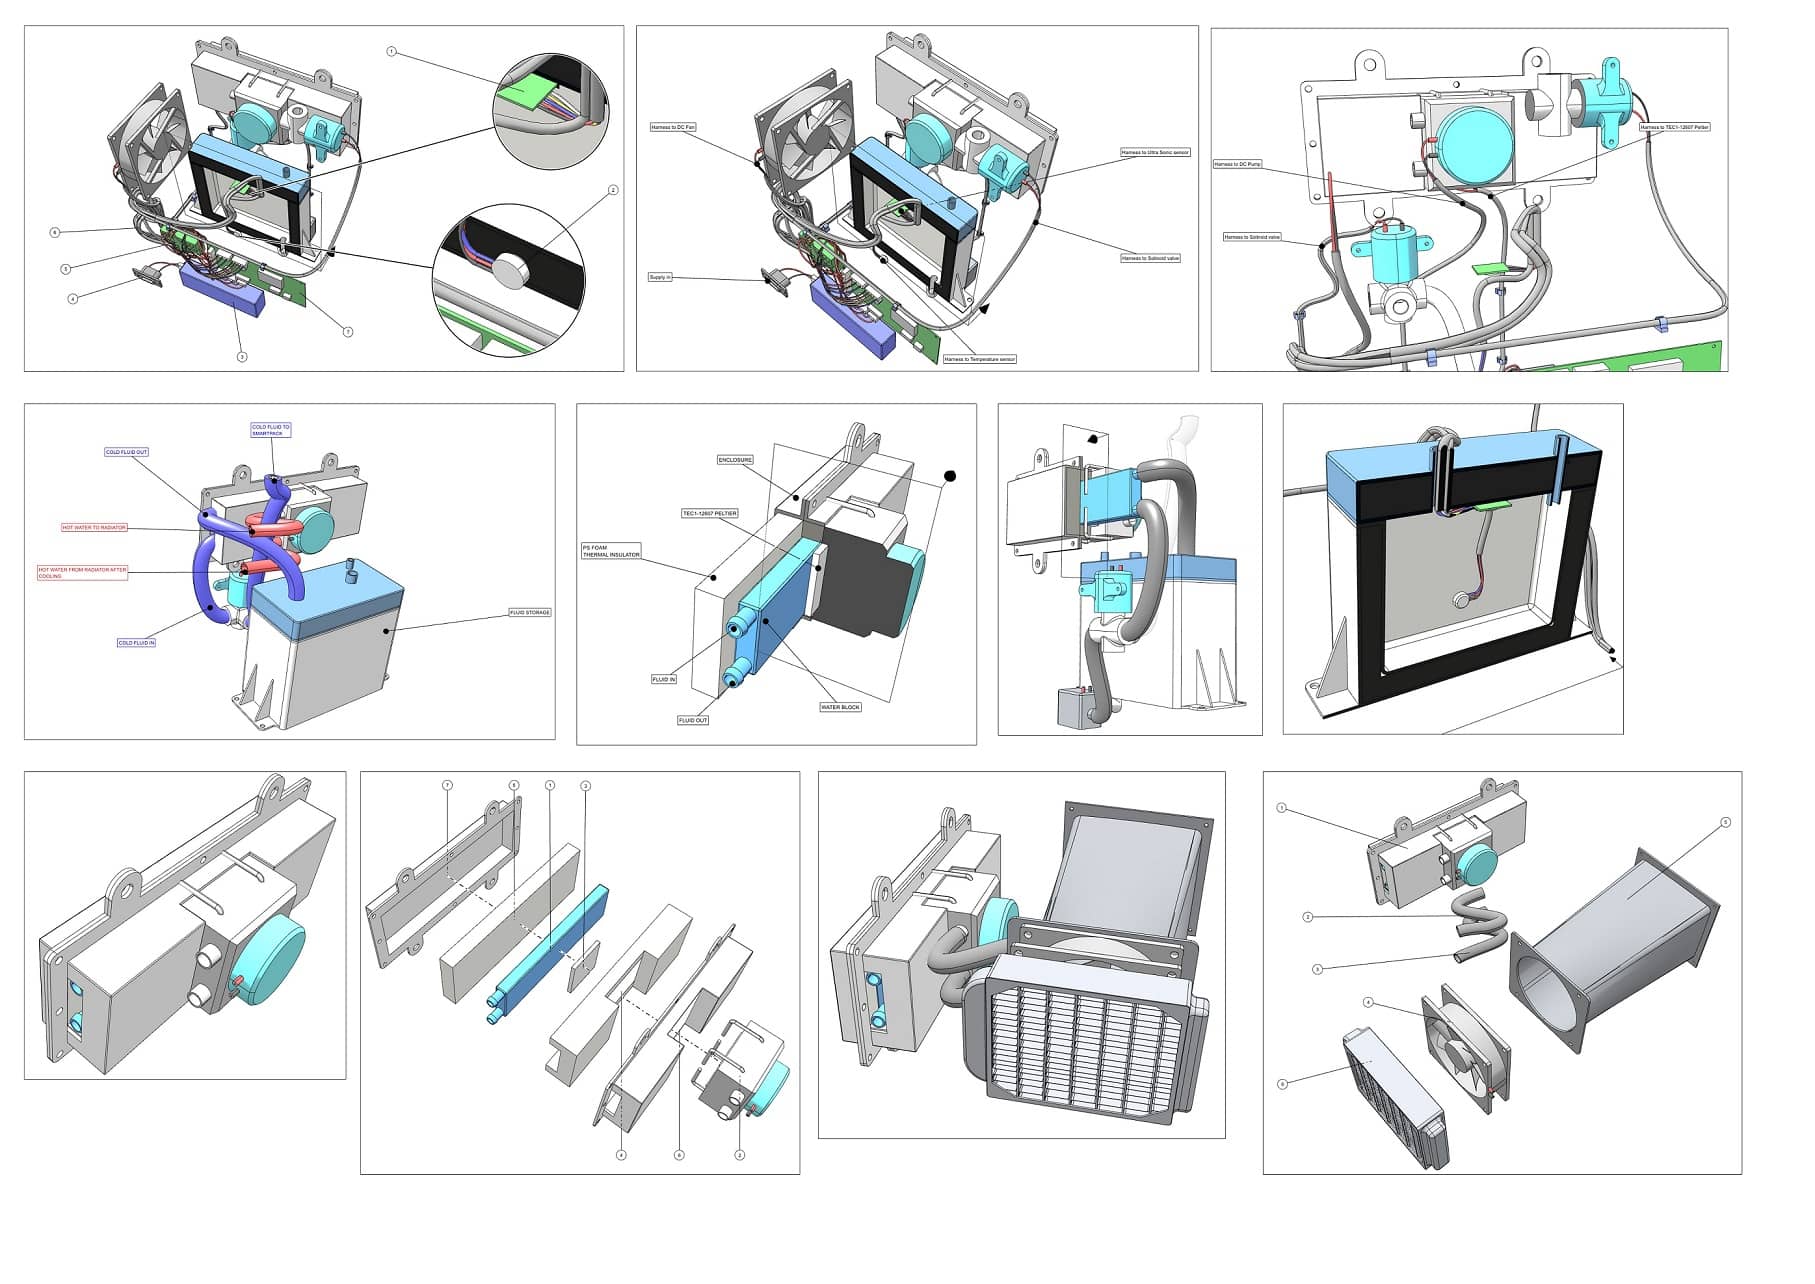 1
2
6
5
4
3
7
Harness to DC Fan
Harness to Ultra Sonic sensor
Harness to Solinoid valve
Supply in
Harness to Temperature sensor
Harness to TEC1-12607 Peltier
Harness to DC Pump
Harness to Solinoid valve
COLD FLUID TO
SMARTPACK
COLD FLUID OUT
HOT WATER TO RADIATOR
HOT WATER FROM RADIATOR AFTER
COOLING
FLUID STORAGE
COLD FLUID IN
ENCLOSURE
TEC1-12607 PELTIER
PS FOAM
THERMAL INSULATOR
FLUID IN
WATER BLOCK
FLUID OUT
7
5
1
3
4
6
2
1
5
2
3
4
6